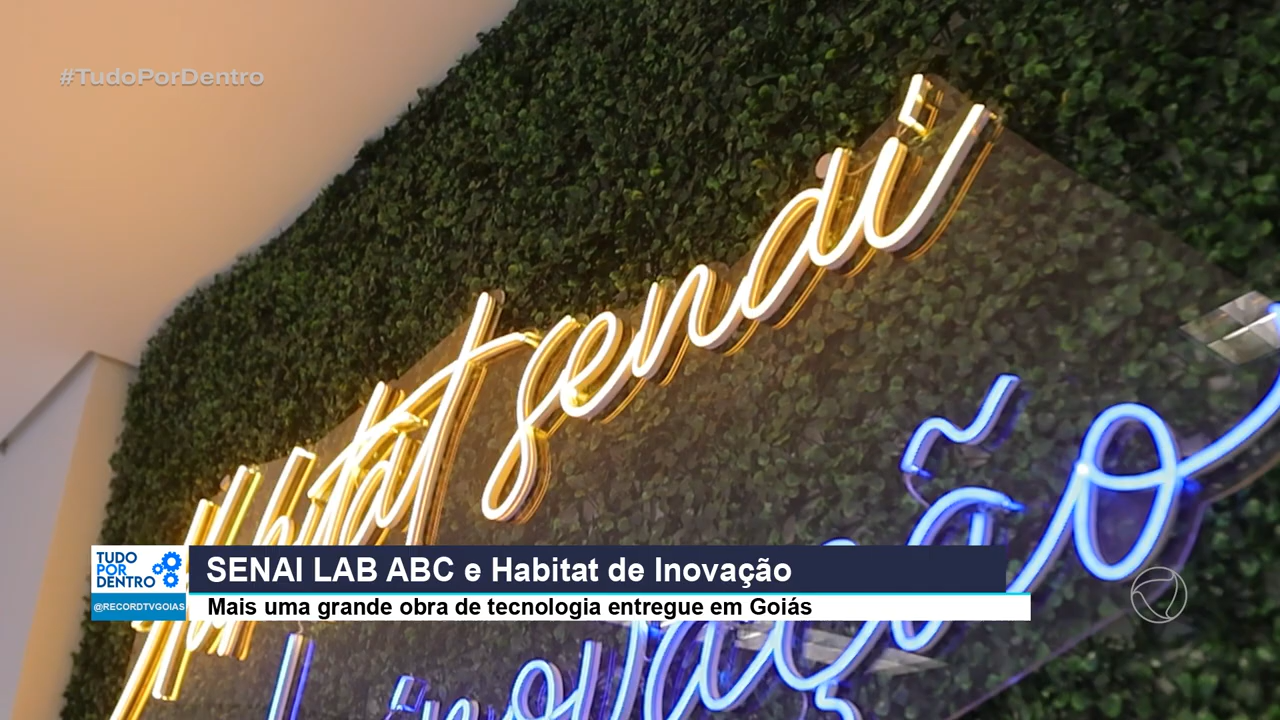 #TudoPorDentro
Habitat senai
Inovação
TUDO
POR
DENTRO
@RECORDTVGOIAS
SENAI LAB ABC e Habitat de Inovação
Mais uma grande obra de tecnologia entregue em Goiás